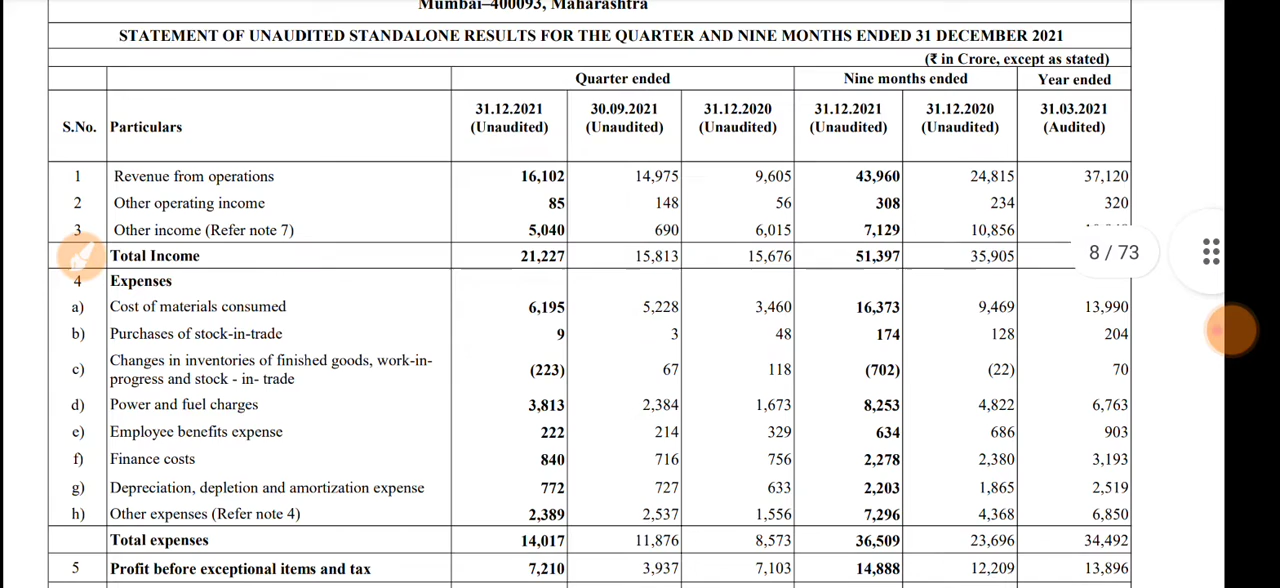 Mumbai–400093, Maharashtra
STATEMENT OF UNAUDITED STANDALONE RESULTS FOR THE QUARTER AND NINE MONTHS ENDED 31 DECEMBER 2021
(₹ in Crore, except as stated)
Quarter ended Nine months ended Year ended
S.No. Particulars 31.12.2021 (Unaudited) 30.09.2021 (Unaudited) 31.12.2020 (Unaudited) 31.12.2021 (Unaudited) 31.12.2020 (Unaudited) 31.03.2021 (Audited)
1 Revenue from operations 16,102 14,975 9,605 43,960 24,815 37,120
2 Other operating income 85 148 56 308 234 320
3 Other income (Refer note 7) 5,040 690 6,015 7,129 10,856
Total Income 21,227 15,813 15,676 51,397 35,905
8 / 73
4 Expenses
a) Cost of materials consumed 6,195 5,228 3,460 16,373 9,469 13,990
b) Purchases of stock-in-trade 9 3 48 174 128 204
c) Changes in inventories of finished goods, work-in-
progress and stock - in- trade (223) 67 118 (702) (22) 70
d) Power and fuel charges 3,813 2,384 1,673 8,253 4,822 6,763
e) Employee benefits expense 222 214 329 634 686 903
f) Finance costs 840 716 756 2,278 2,380 3,193
g) Depreciation, depletion and amortization expense 772 727 633 2,203 1,865 2,519
h) Other expenses (Refer note 4) 2,389 2,537 1,556 7,296 4,368 6,850
Total expenses 14,017 11,876 8,573 36,509 23,696 34,492
5 Profit before exceptional items and tax 7,210 3,937 7,103 14,888 12,209 13,896